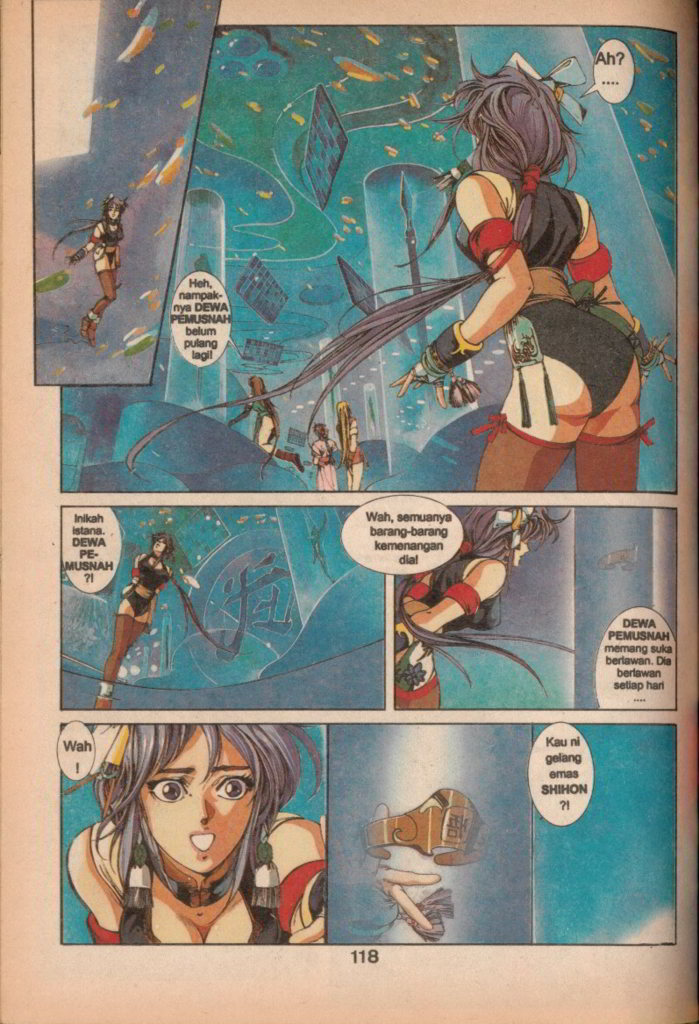 Ah?
....
Heh,
nampak-
nya DEWA
PEMUSNAH
belum
pulang
lagi!
Inikah
istana.
DEWA
PE-
MUSNAH
?!
Wah, semuanya
barang-barang
kemenangan
dia!
DEWA
PEMUSNAH
memang suka
berlawan. Dia
berlawan
setiap hari
....
Wah
!
Kau ni
gelang
emas
SHIHON
?!
118